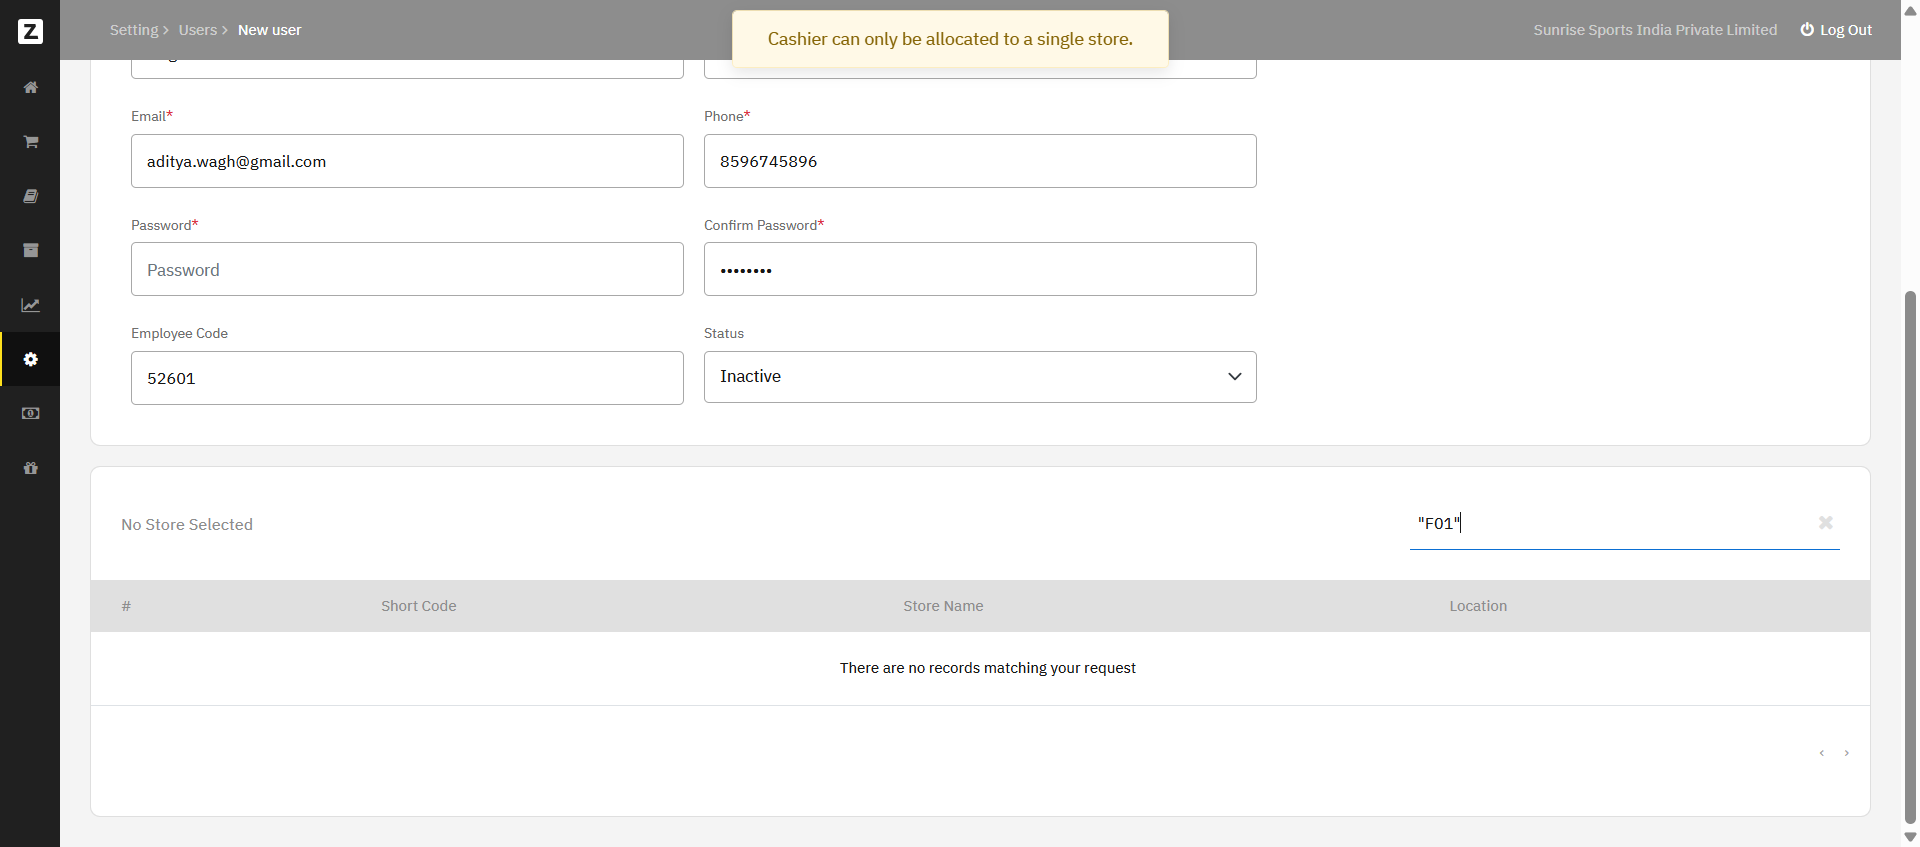 Z
Setting > Users > New user
Cashier can only be allocated to a single store.
Sunrise Sports India Private Limited
Log Out
Email*
Phone*
aditya.wagh@gmail.com
8596745896
Password*
Confirm Password*
Password
••••••••
Employee Code
Status
52601
Inactive
No Store Selected
"F01"
# Short Code Store Name Location
There are no records matching your request
‹ ›